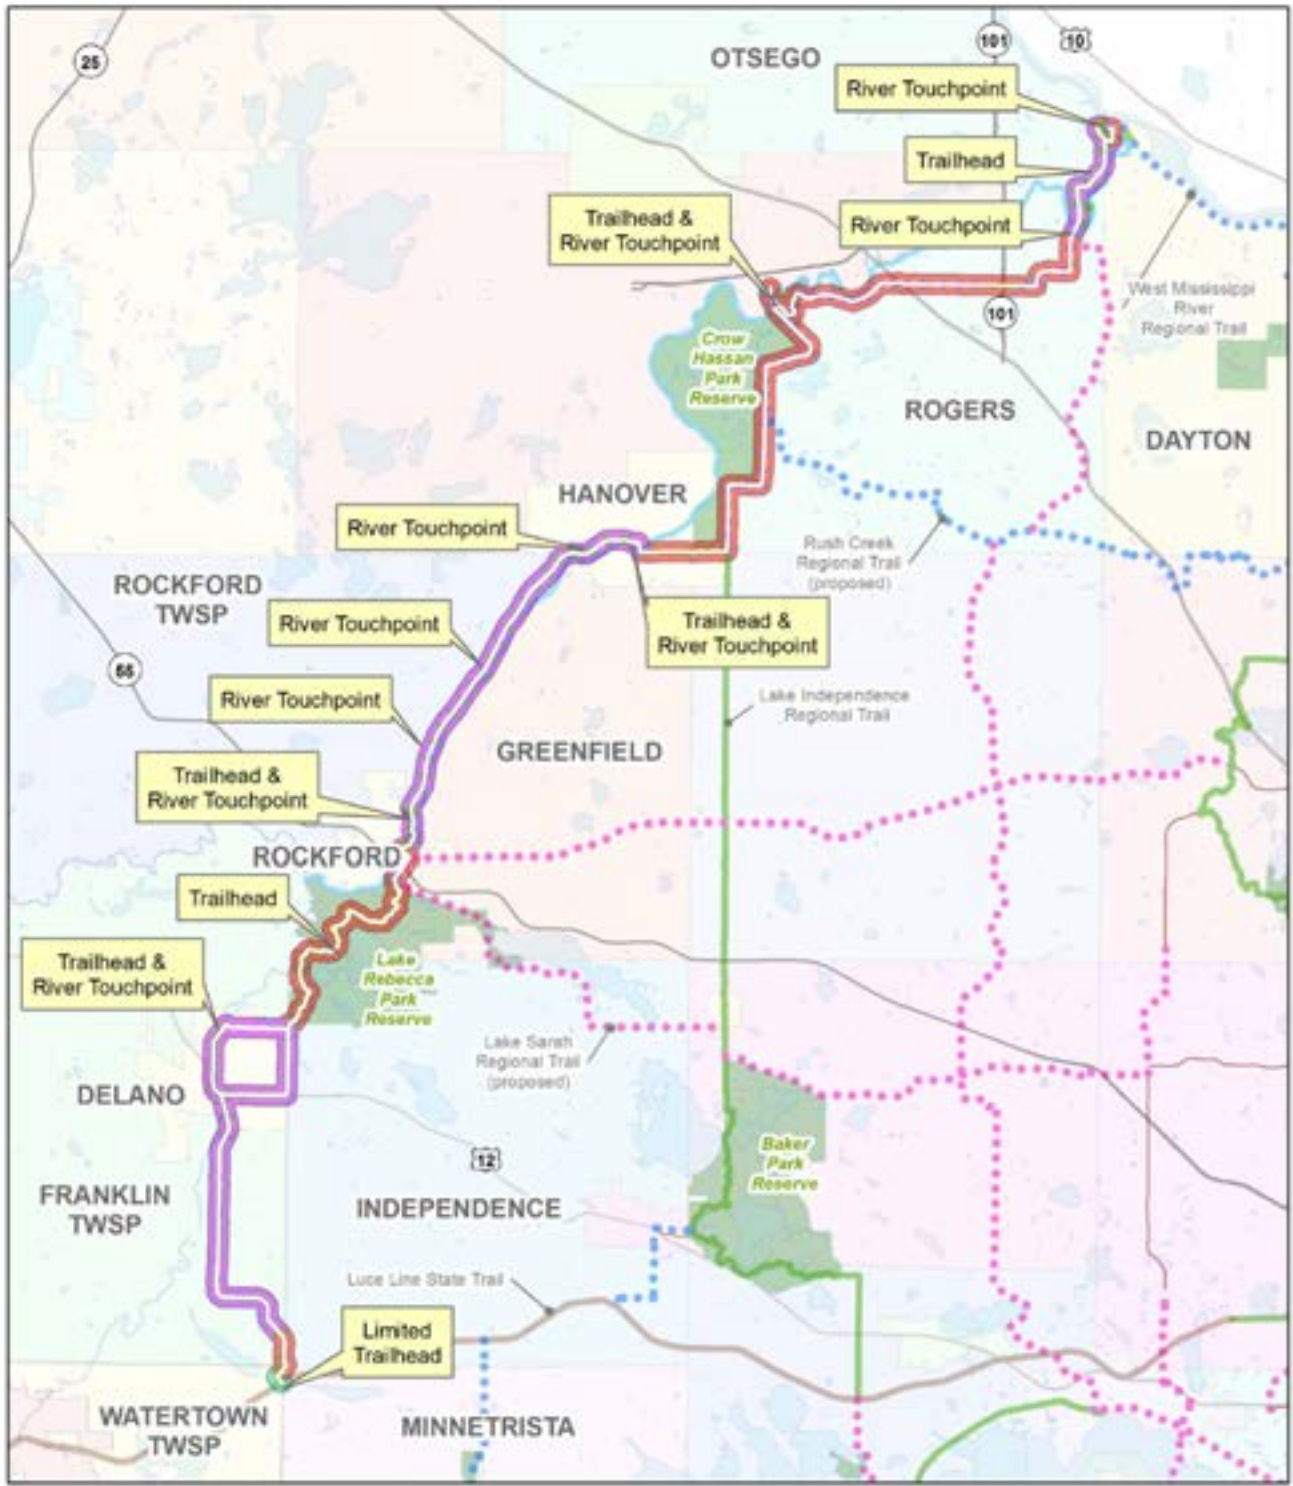 25
OTSEGO
101
10
River Touchpoint
Trailhead
Trailhead &
River Touchpoint
River Touchpoint
101
West Mississippi
River
Regional Trail
Crow
Hassan
Park
Reserve
ROGERS
DAYTON
HANOVER
River Touchpoint
Rush Creek
Regional Trail
(proposed)
ROCKFORD
TWSP
River Touchpoint
Trailhead &
River Touchpoint
55
River Touchpoint
Lake Independence
Regional Trail
GREENFIELD
Trailhead &
River Touchpoint
ROCKFORD
Trailhead
Trailhead &
River Touchpoint
Lake
Rebecca
Park
Reserve
Lake Sarah
Regional Trail
(proposed)
DELANO
12
Baker
Park
Reserve
FRANKLIN
TWSP
INDEPENDENCE
Luce Line State Trail
Limited
Trailhead
WATERTOWN
TWSP
MINNETRISTA